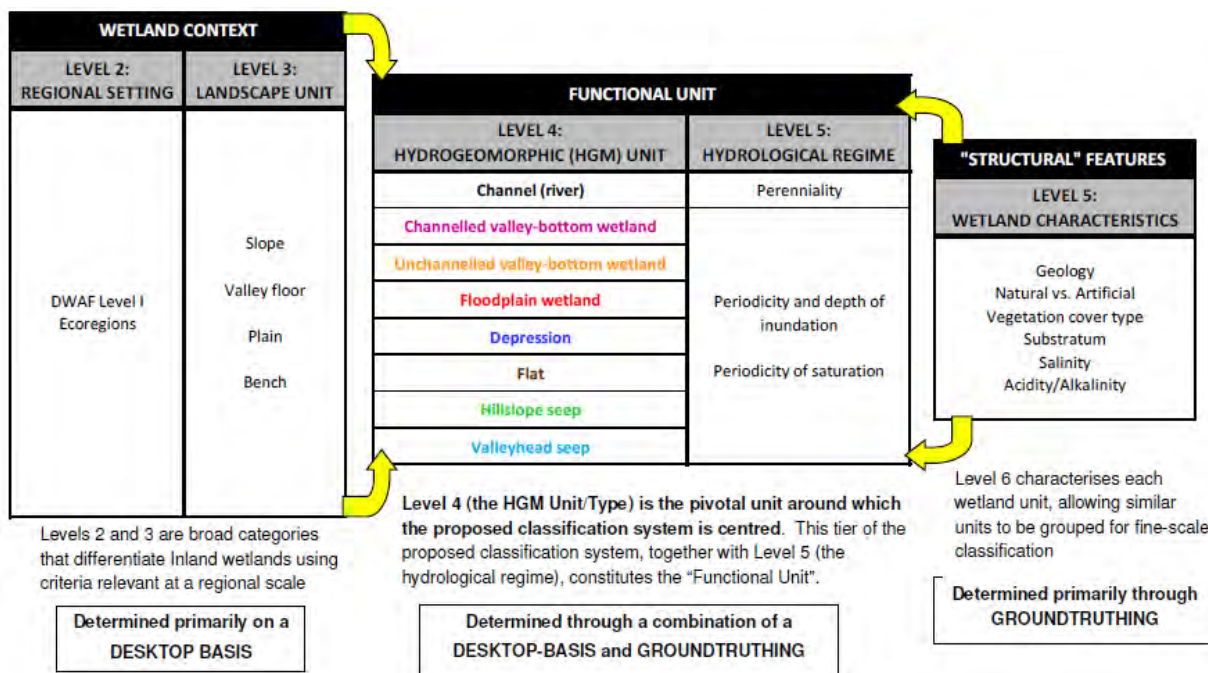 WETLAND CONTEXT
LEVEL 2:
REGIONAL SETTING
LEVEL 3:
LANDSCAPE UNIT
DWAF Level I
Ecoregions
Slope
Valley floor
Plain
Bench
Levels 2 and 3 are broad categories
that differentiate Inland wetlands using
criteria relevant at a regional scale
Determined primarily on a
DESKTOP BASIS
FUNCTIONAL UNIT
LEVEL 4:
HYDROGEOMORPHIC (HGM) UNIT
LEVEL 5:
HYDROLOGICAL REGIME
Channel (river)
Perenniality
Channelled valley-bottom wetland
Unchannelled valley-bottom wetland
Floodplain wetland
Depression
Flat
Hillslope seep
Valleyhead seep
Periodicity and depth of
inundation
Periodicity of saturation
Level 4 (the HGM Unit/Type) is the pivotal unit around which
the proposed classification system is centred. This tier of the
proposed classification system, together with Level 5 (the
hydrological regime), constitutes the “Functional Unit”.
Determined through a combination of a
DESKTOP-BASIS and GROUNDTRUTHING
"STRUCTURAL" FEATURES
LEVEL 5:
WETLAND CHARACTERISTICS
Geology
Natural vs. Artificial
Vegetation cover type
Substratum
Salinity
Acidity/Alkalinity
Level 6 characterises each
wetland unit, allowing similar
units to be grouped for fine-scale
classification
Determined primarily through
GROUNDTRUTHING